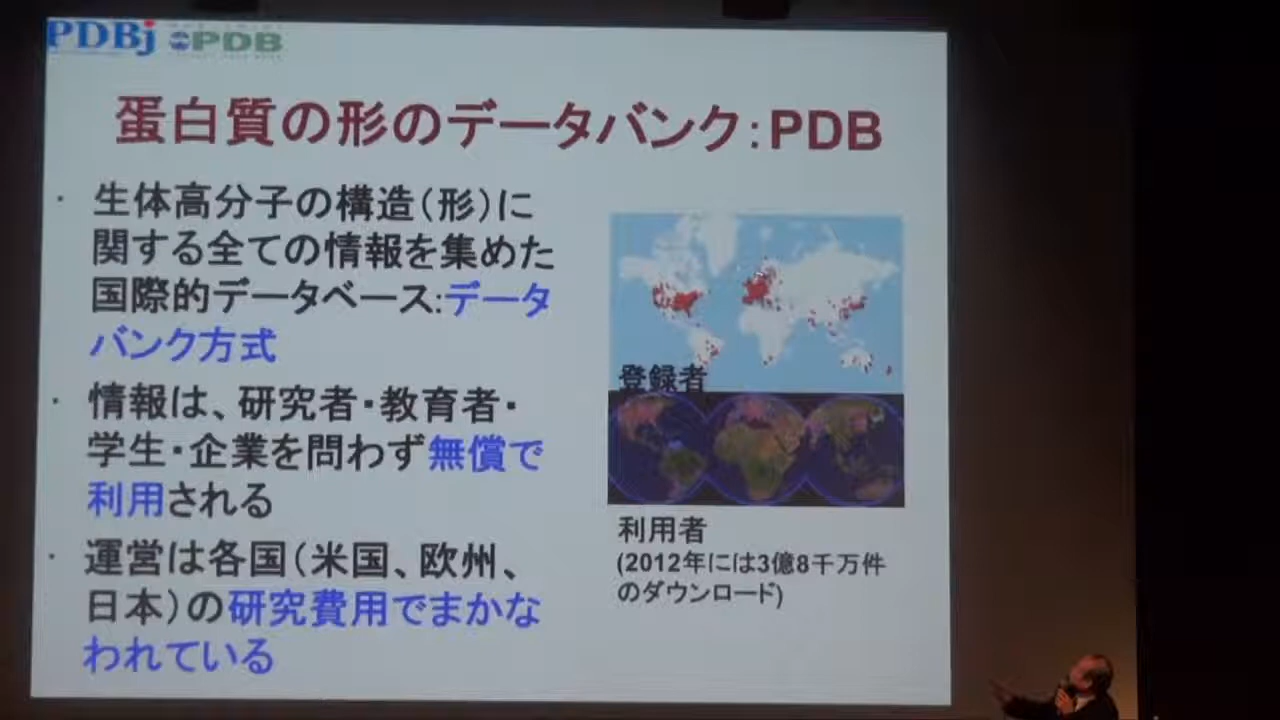 PDBj PDB
蛋白質の形のデータバンク:PDB
・ 生体高分子の構造(形)に
関する全ての情報を集めた
国際的データベース:データ
バンク方式
・ 情報は、研究者・教育者・
学生・企業を問わず無償で
利用される
・ 運営は各国(米国、欧州、
日本)の研究費用でまかな
われている
登録者
利用者
(2012年には3億8千万件
のダウンロード)